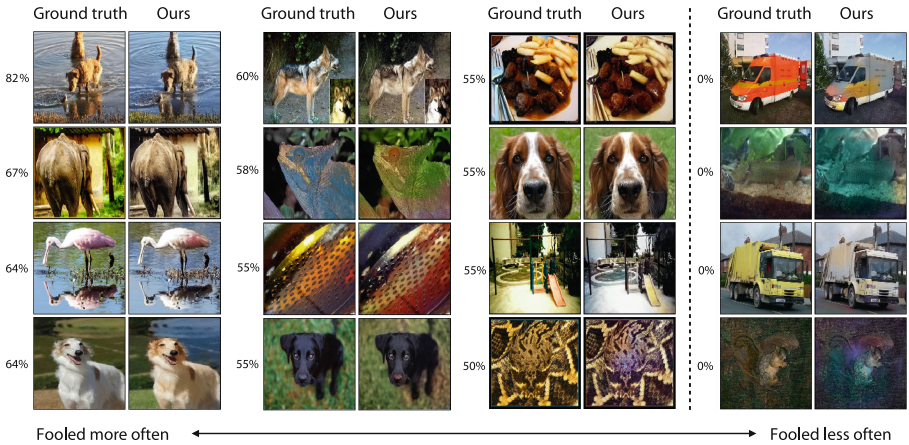 Ground truth Ours Ground truth Ours Ground truth Ours Ground truth Ours
82% 60% 55% 0%
67% 58% 55% 0%
64% 55% 55% 0%
64% 55% 50% 0%
Fooled more often Fooled less often